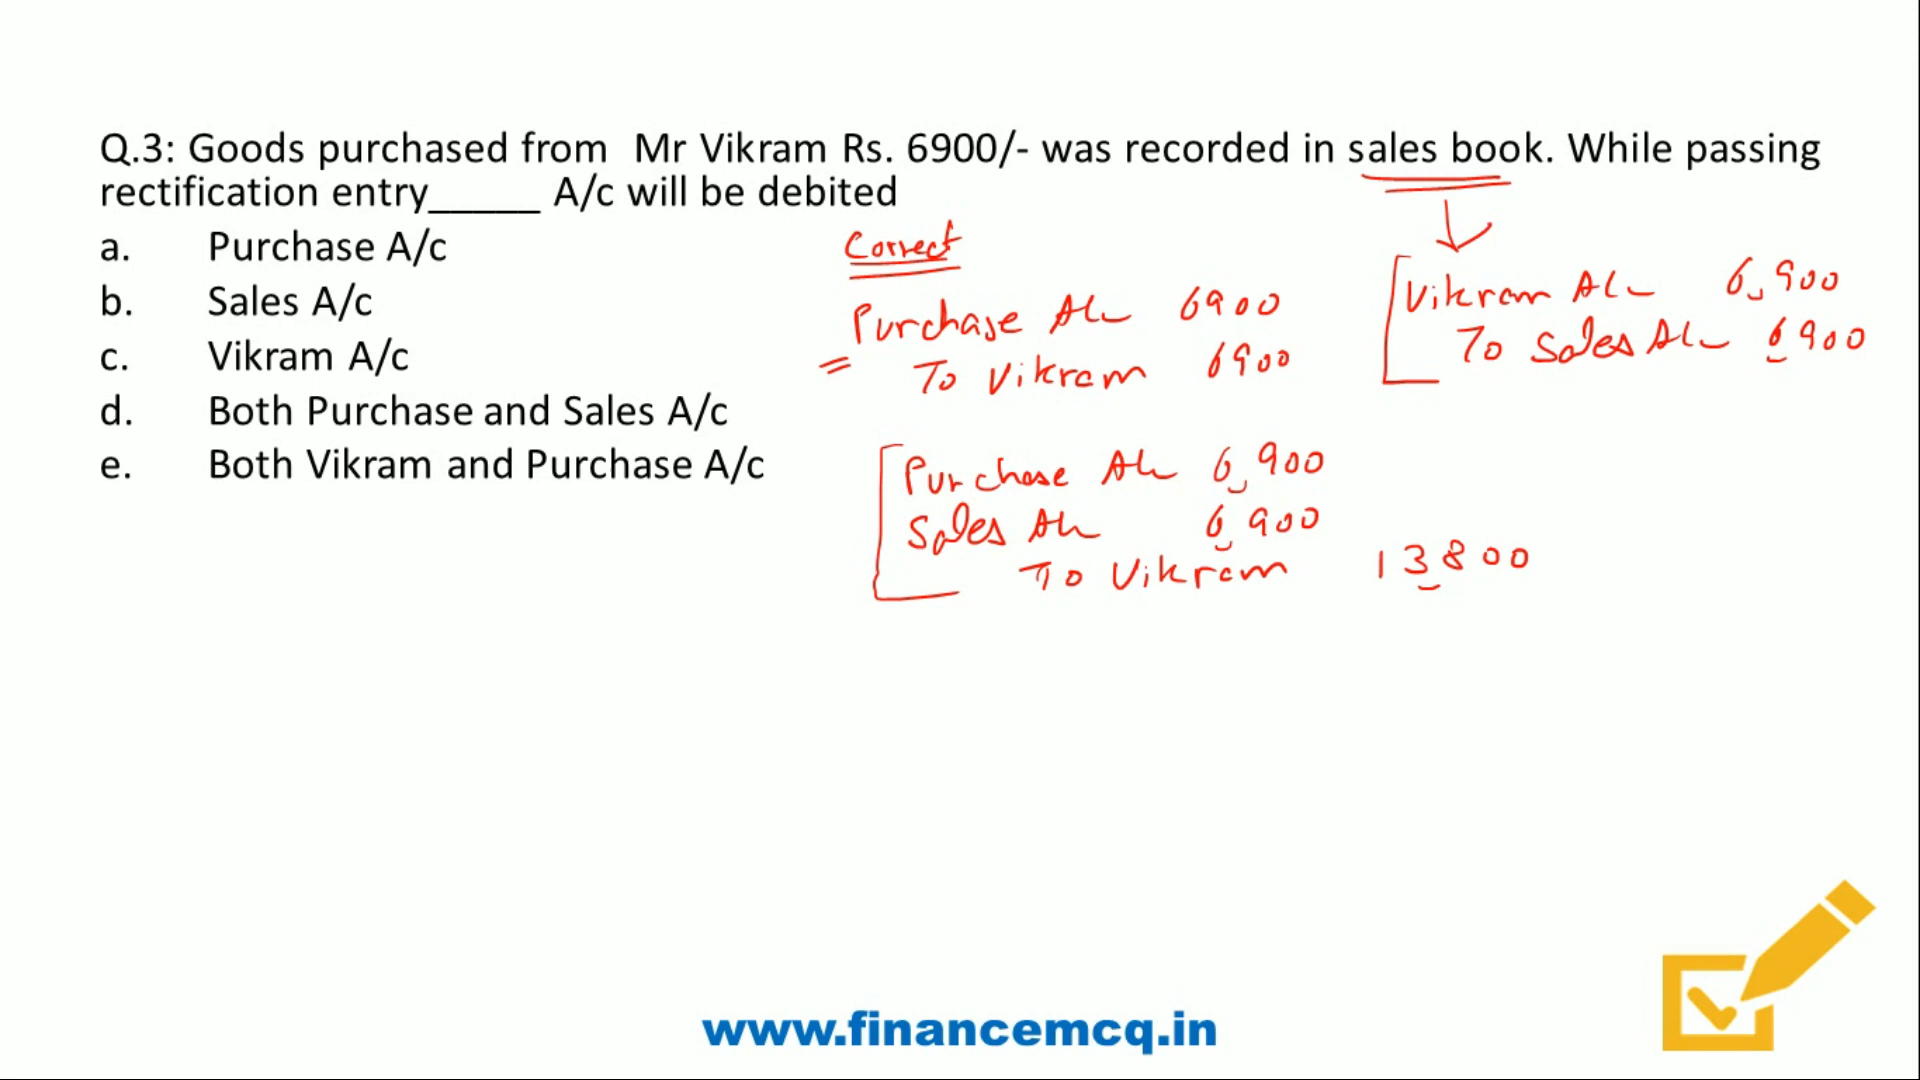 Q.3: Goods purchased from Mr Vikram Rs. 6900/- was recorded in sales book. While passing
rectification entry_____ A/c will be debited
a. Purchase A/c
b. Sales A/c
c. Vikram A/c
d. Both Purchase and Sales A/c
e. Both Vikram and Purchase A/c
Correct
Purchase A/c 6900
To Vikram 6900
Vikram A/c 6,900
To Sales A/c 6900
Purchase A/c 6,900
Sales A/c 6,900
To Vikram 13800
www.financemcq.in